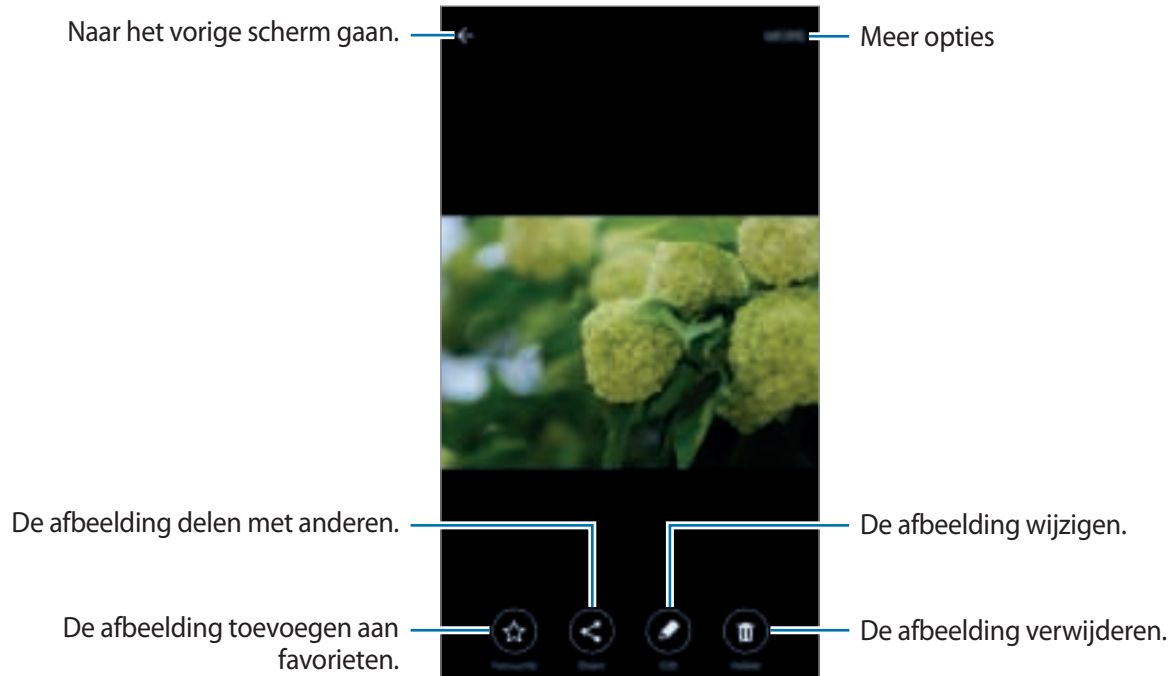 Naar het vorige scherm gaan.
Meer opties
De afbeelding delen met anderen.
De afbeelding wijzigen.
De afbeelding toevoegen aan
favorieten.
De afbeelding verwijderen.